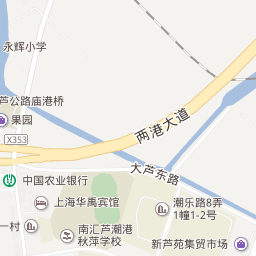 永辉小学
芦公路庙港桥
果园
X353
两港大道
大芦东路
中国农业银行
上海华禹宾馆
潮乐路8弄
1幢1-2号
一村
南汇芦潮港
秋萍学校
新芦苑集贸市场